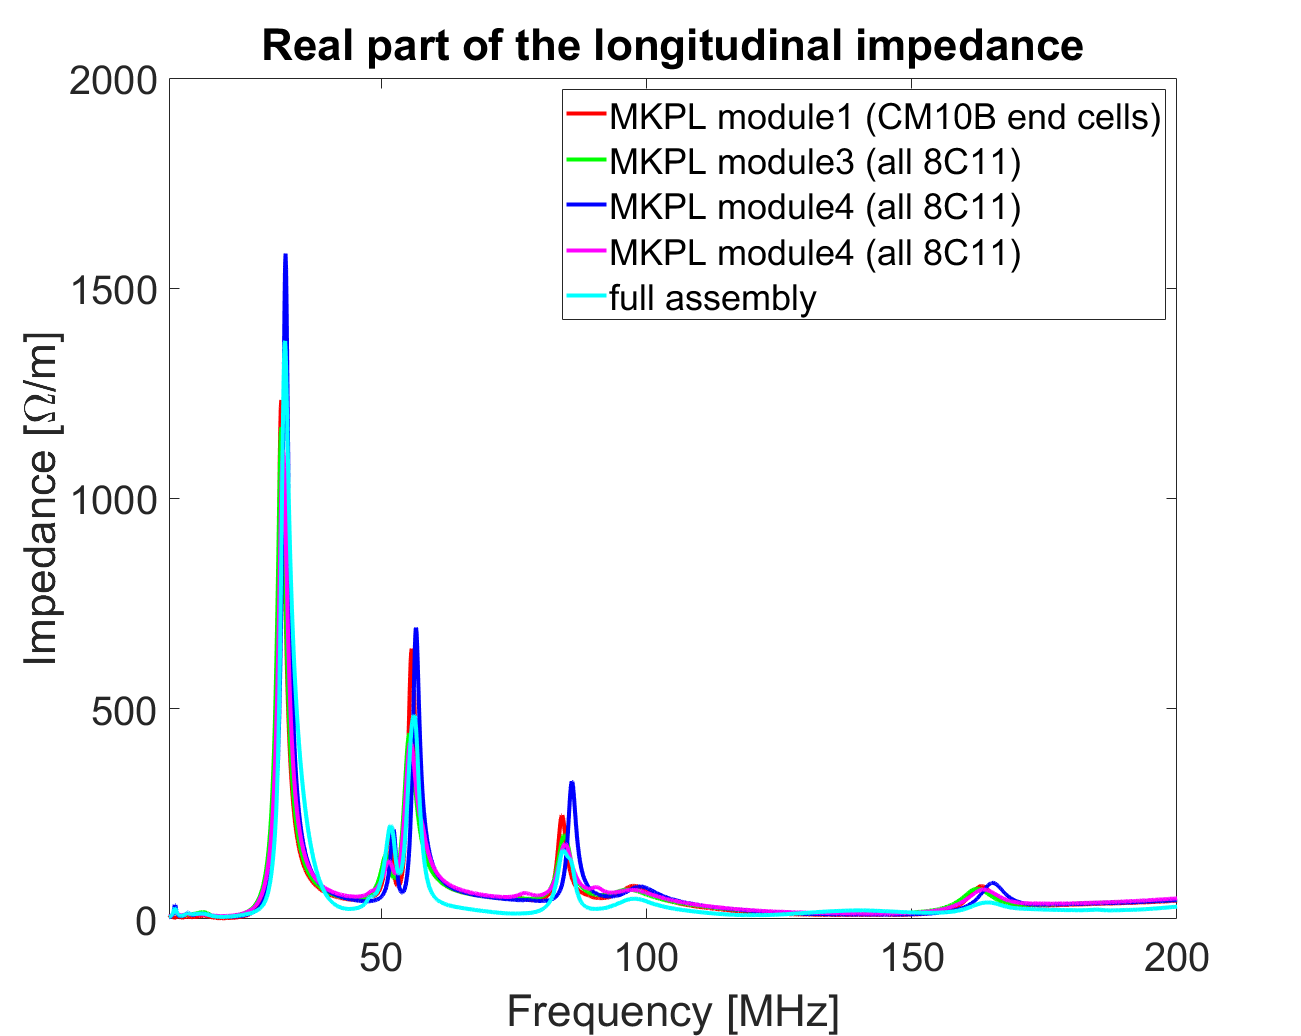 Real part of the longitudinal impedance
2000
1500
1000
500
0
Impedance [Ω/m]
MKPL module1 (CM10B end cells)
MKPL module3 (all 8C11)
MKPL module4 (all 8C11)
MKPL module4 (all 8C11)
full assembly
50
100
150
200
Frequency [MHz]